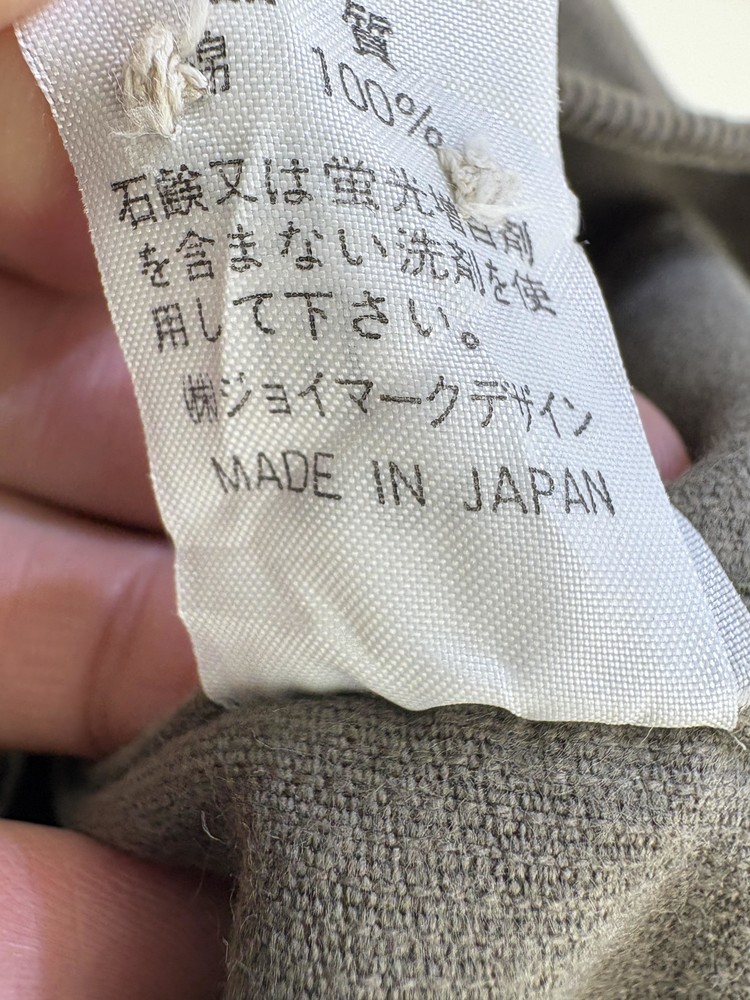 質
綿 100%
石鹸又は蛍光増白剤
を含まない洗剤を使
用して下さい。
㈱ジョイマークデザイン
MADE IN JAPAN